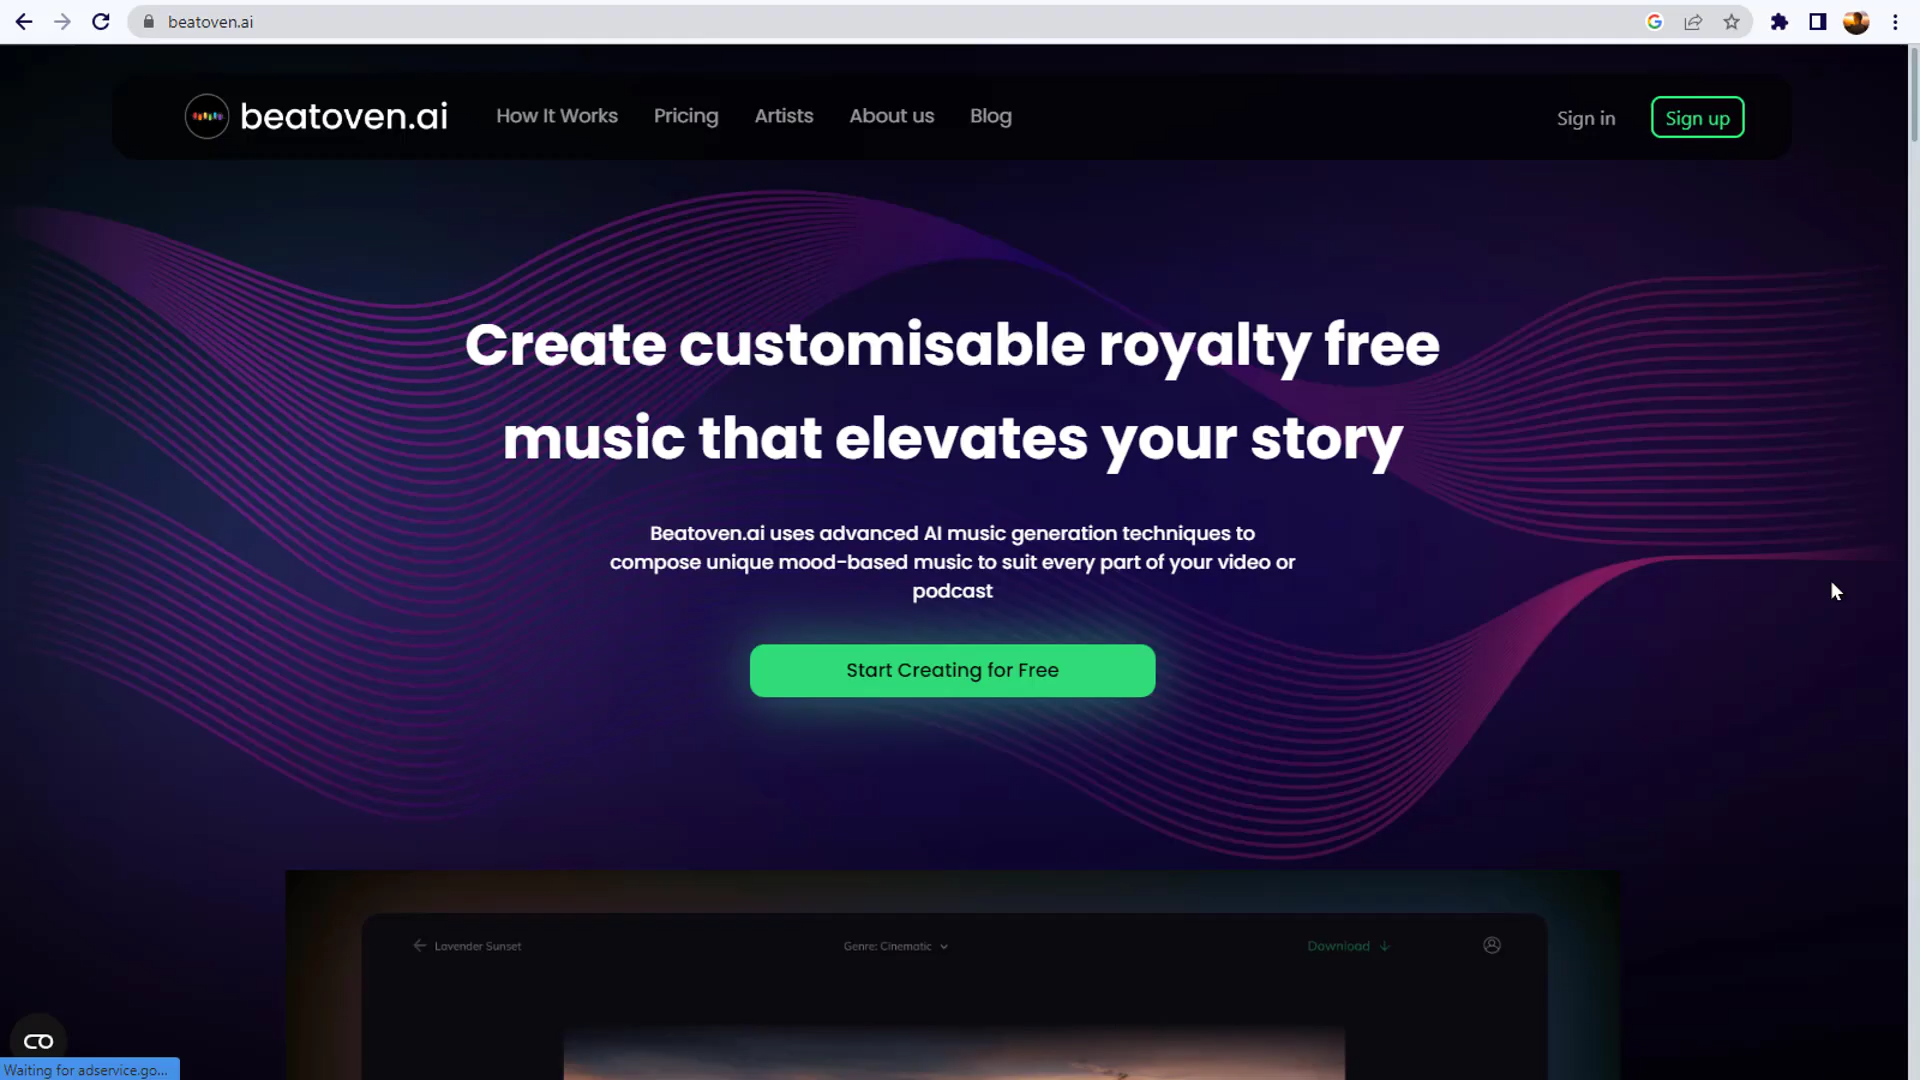 beatoven.ai
beatoven.ai
How It Works
Pricing
Artists
About us
Blog
Sign in
Sign up
Create customisable royalty free
music that elevates your story
Beatoven.ai uses advanced AI music generation techniques to
compose unique mood-based music to suit every part of your video or
podcast
Start Creating for Free
Lavender Sunset
Genre: Cinematic
Download
Waiting for adservice.go...